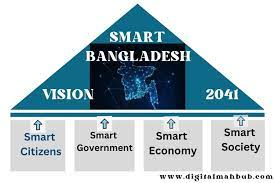 SMART
BANGLADESH
VISION 2041
Smart
Citizens
Smart
Government
Smart
Economy
Smart
Society
www.digitalmahbub.com